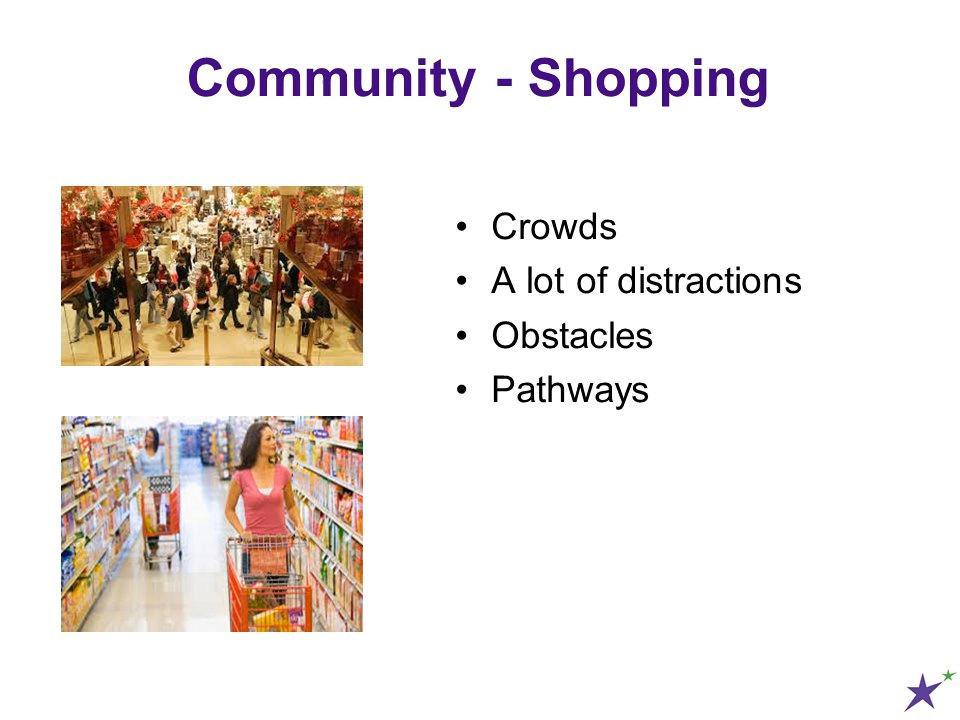 Community - Shopping
• Crowds
• A lot of distractions
• Obstacles
• Pathways